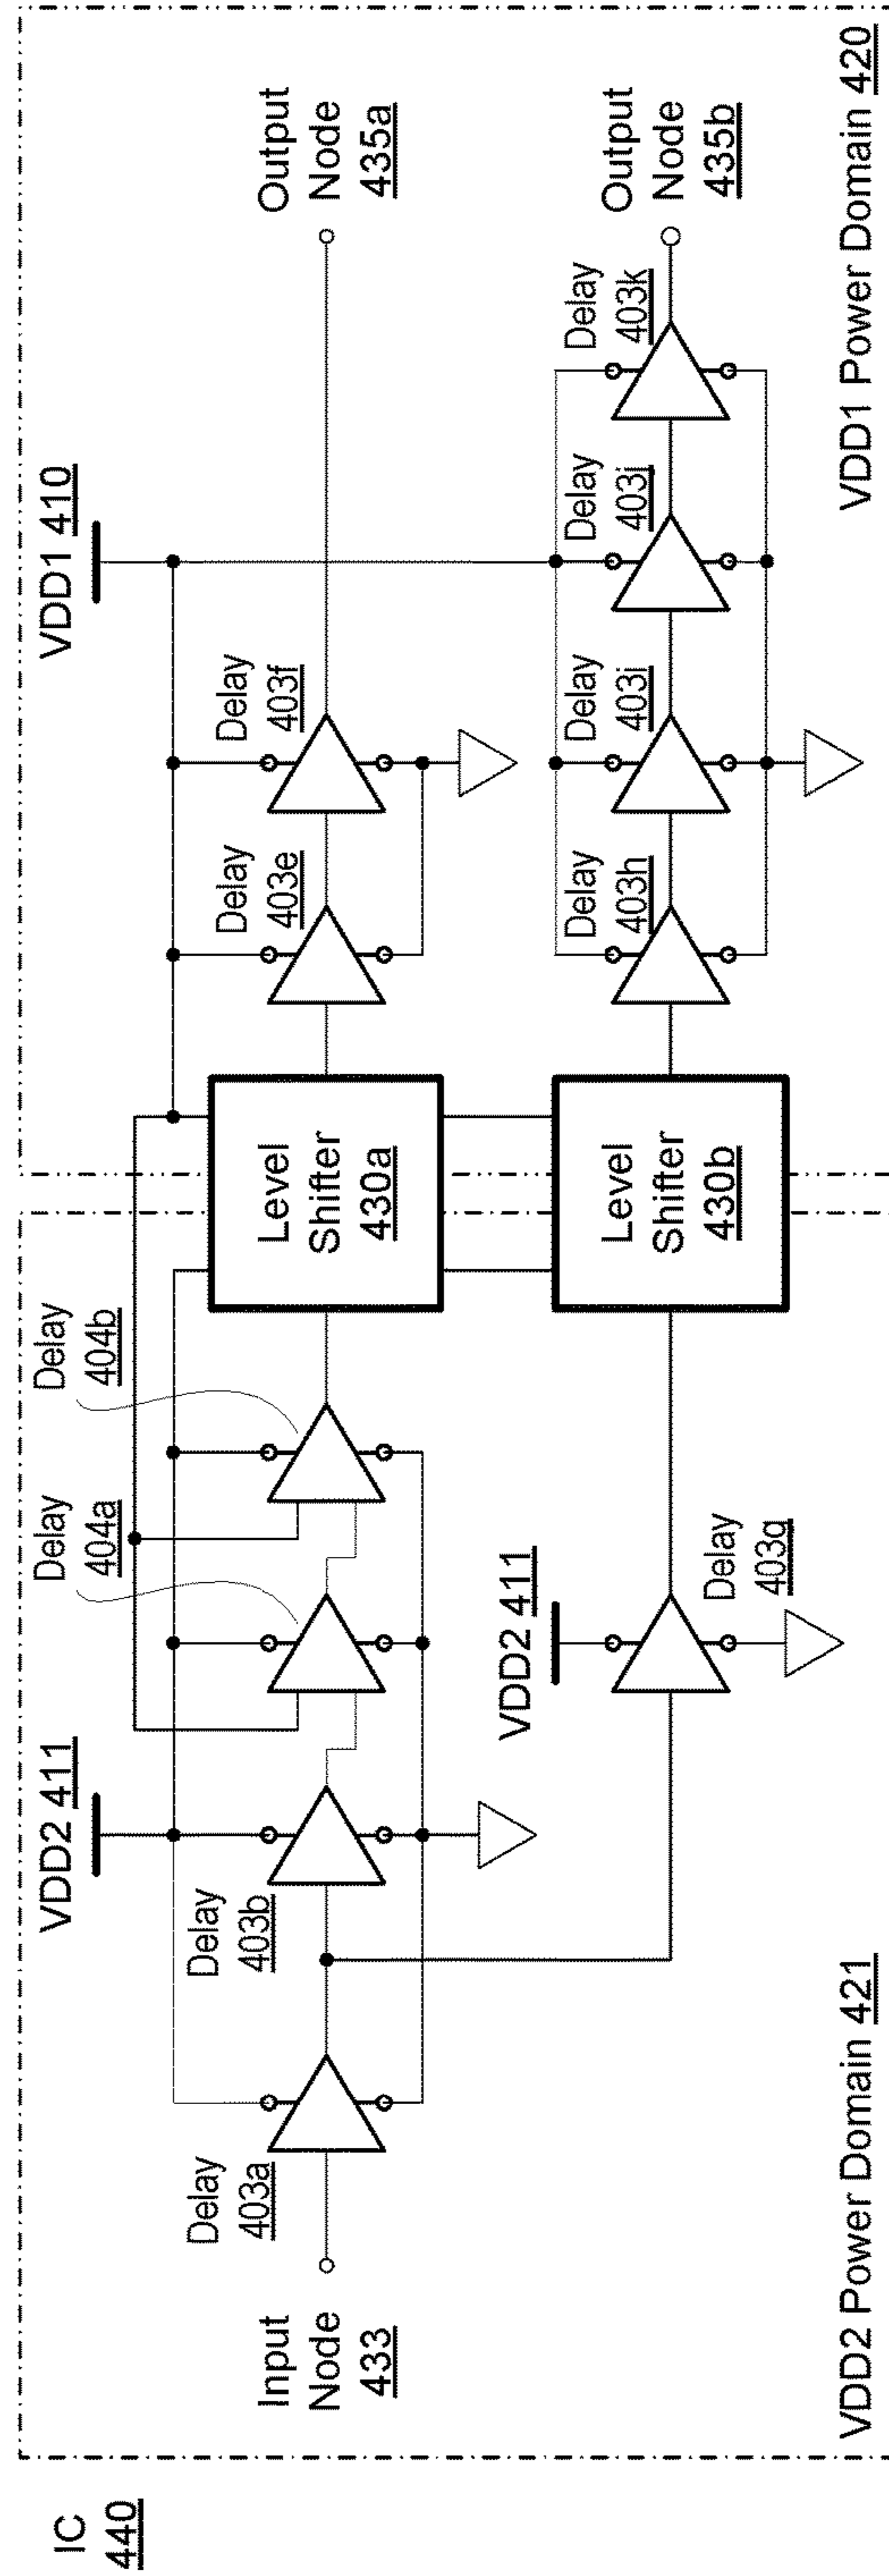 IC
440
VDD2 411
VDD1 410
Delay
404a
Delay
404b
Input
Node
433
Delay
403a
Delay
403b
Level
Shifter
430a
Delay
403e
Delay
403f
Output
Node
435a
VDD2 411
Delay
403g
Level
Shifter
430b
Delay
403h
Delay
403i
Delay
403j
Delay
403k
Output
Node
435b
VDD2 Power Domain 421
VDD1 Power Domain 420